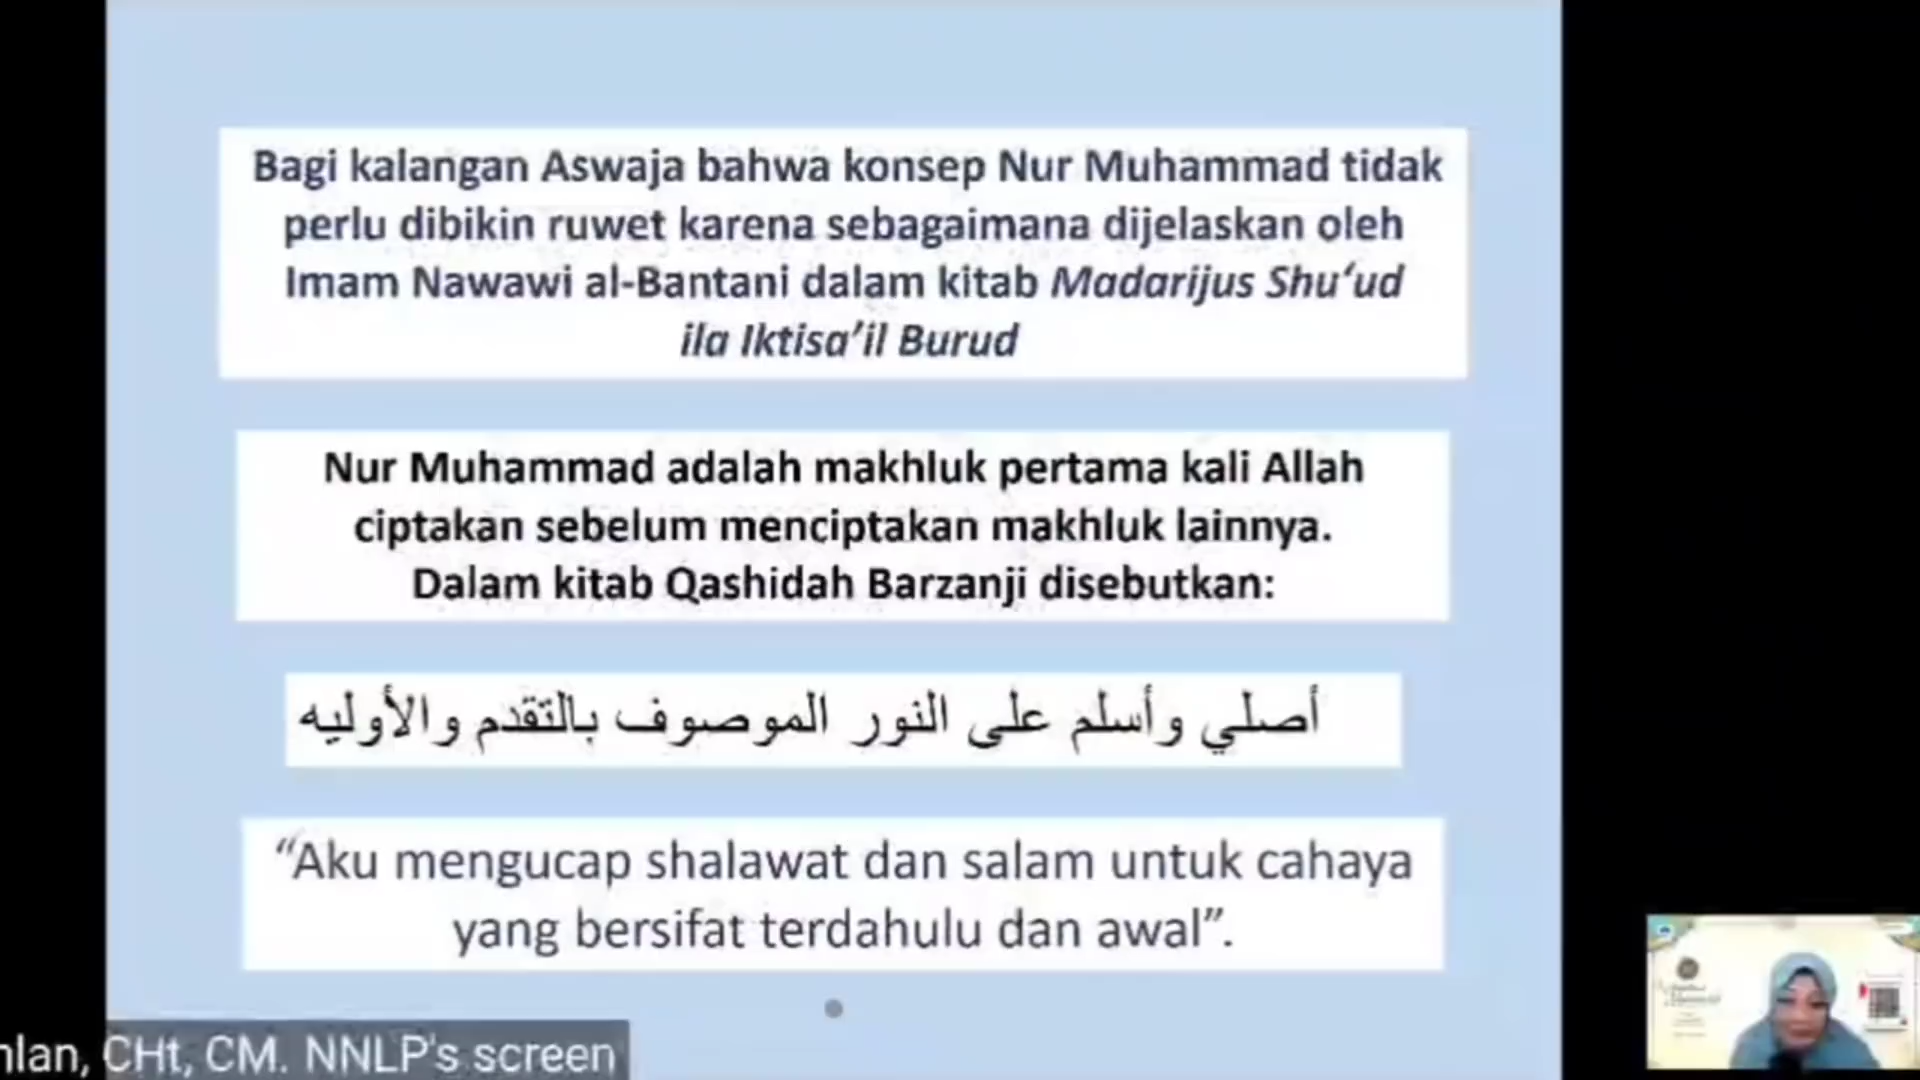 Bagi kalangan Aswaja bahwa konsep Nur Muhammad tidak
perlu dibikin ruwet karena sebagaimana dijelaskan oleh
Imam Nawawi al-Bantani dalam kitab Madarijus Shu‘ud
ila Iktisa’il Burud
Nur Muhammad adalah makhluk pertama kali Allah
ciptakan sebelum menciptakan makhluk lainnya.
Dalam kitab Qashidah Barzanji disebutkan:
أصلي وأسلم على النور الموصوف بالتقدم والأوليه
“Aku mengucap shalawat dan salam untuk cahaya
yang bersifat terdahulu dan awal”.
CHt, CM. NNLP's screen